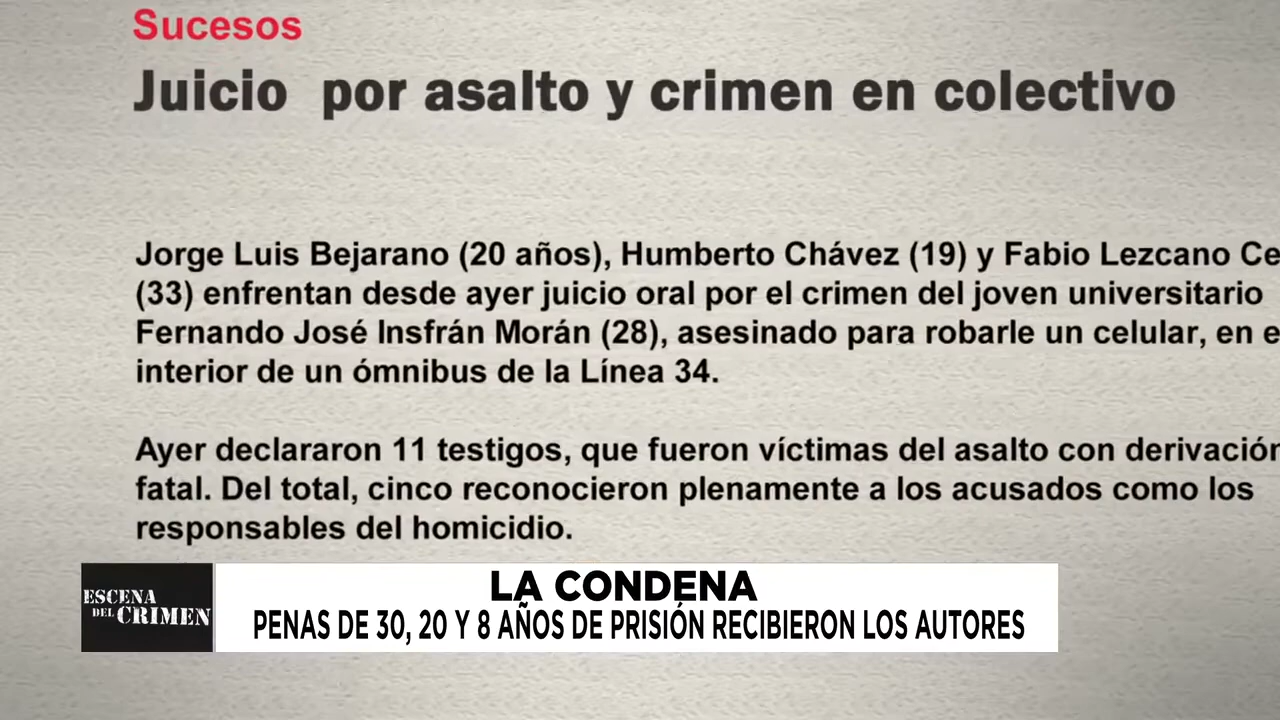 Sucesos
Juicio por asalto y crimen en colectivo
Jorge Luis Bejarano (20 años), Humberto Chávez (19) y Fabio Lezcano Ce
(33) enfrentan desde ayer juicio oral por el crimen del joven universitario
Fernando José Insfrán Morán (28), asesinado para robarle un celular, en e
interior de un ómnibus de la Línea 34.
Ayer declararon 11 testigos, que fueron víctimas del asalto con derivación
fatal. Del total, cinco reconocieron plenamente a los acusados como los
responsables del homicidio.
ESCENA
DEL CRIMEN
LA CONDENA
PENAS DE 30, 20 Y 8 AÑOS DE PRISIÓN RECIBIERON LOS AUTORES